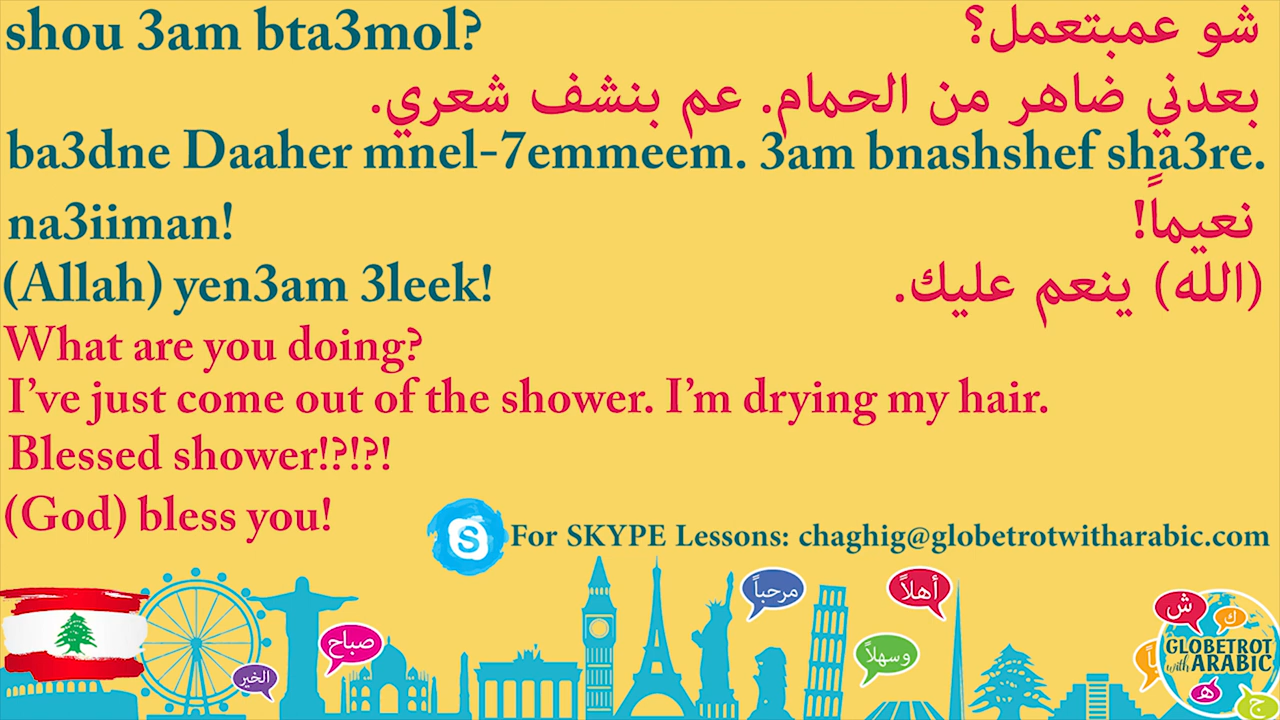 shou 3am bta3mol?
شو عمبتعمل؟
بعدني ضاهر من الحمام. عم بنشف شعري.
ba3dne Daaher mnel-7emmeem. 3am bnashshef sha3re.
na3iiman!
نعيماً!
(Allah) yen3am 3leek!
(الله) ينعم عليك.
What are you doing?
I've just come out of the shower. I'm drying my hair.
Blessed shower!?!?!
(God) bless you!
S
For SKYPE Lessons: chaghig@globetrotwitharabic.com
صباح
الخير
مرحباً
أهلاً
وسهلاً
ش
ك
GLOBETROT
with ARABIC
ه
ج